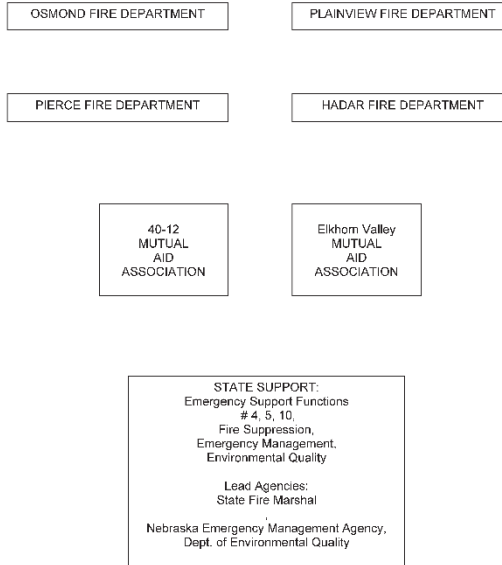 OSMOND FIRE DEPARTMENT
PLAINVIEW FIRE DEPARTMENT
PIERCE FIRE DEPARTMENT
HADAR FIRE DEPARTMENT
40-12
MUTUAL
AID
ASSOCIATION
Elkhorn Valley
MUTUAL
AID
ASSOCIATION
STATE SUPPORT:
Emergency Support Functions
# 4, 5, 10,
Fire Suppression,
Emergency Management,
Environmental Quality
Lead Agencies:
State Fire Marshal
,
Nebraska Emergency Management Agency,
Dept. of Environmental Quality